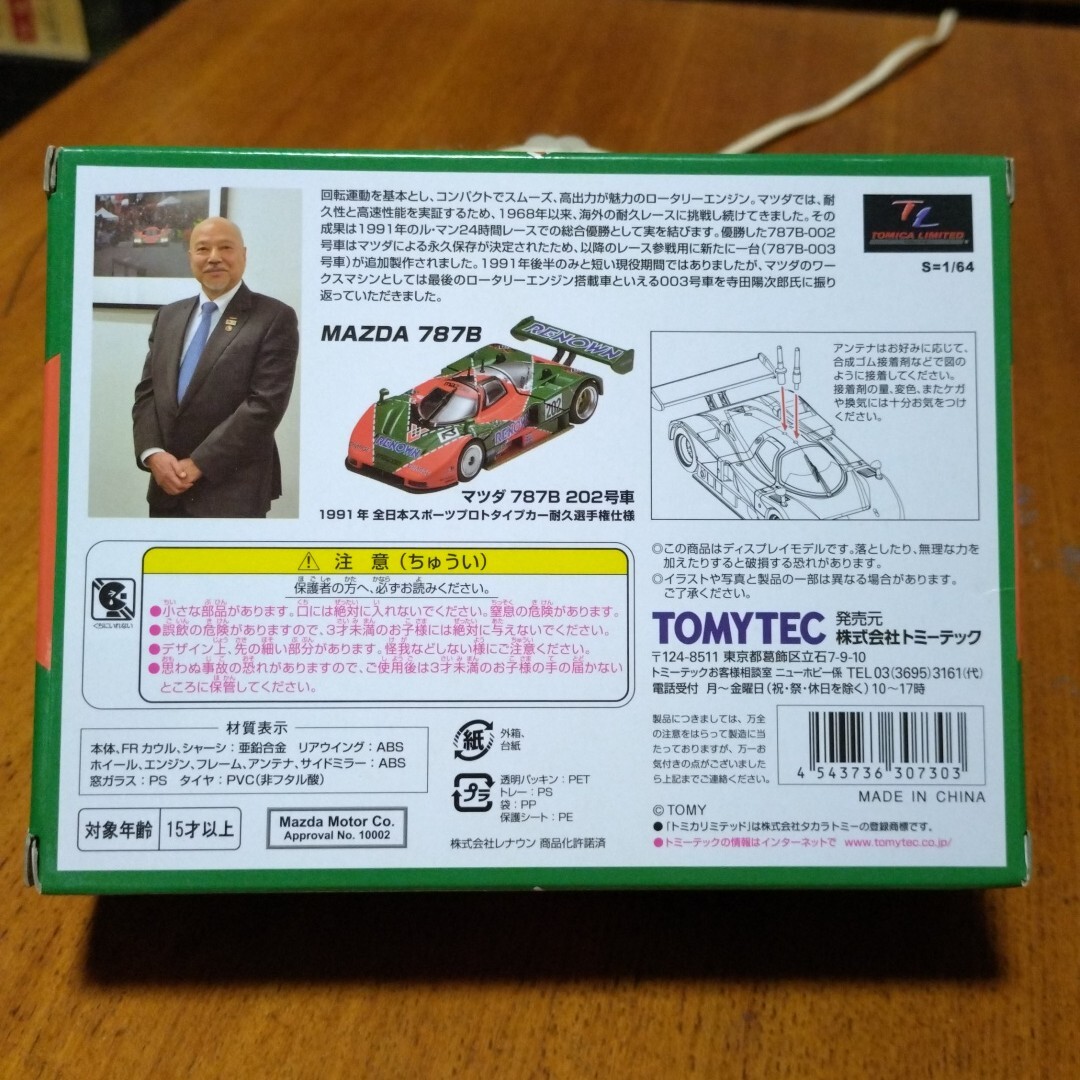 回転運動を基本とし、コンパクトでスムーズ、高出力が魅力のロータリーエンジン。マツダでは、耐
久性と高速性能を実証するため、1968年以来、海外の耐久レースに挑戦し続けてきました。その
成果は1991年のル・マン24時間レースでの総合優勝として実を結びます。優勝した787B-002
号車はマツダによる永久保存が決定されたため、以降のレース参戦用に新たに一台(787B-003
号車)が追加製作されました。1991年後半のみと短い現役期間ではありましたが、マツダのワー
クスマシンとしては最後のロータリーエンジン搭載車といえる003号車を寺田陽次郎氏に振り
返っていただきました。
TL
TOMICA LIMITED
S=1/64
MAZDA 787B
RENOWN
202
RENOWN
RENOWN
マツダ 787B 202号車
1991年 全日本スポーツプロトタイプカー耐久選手権仕様
アンテナはお好みに応じて、
合成ゴム接着剤などで図の
ように接着してください。
接着剤の量、変色、またケガ
や換気には十分お気をつけ
ください。
くちにいれない
注意(ちゅうい)
保護者の方へ、必ずお読みください。
●小さな部品があります。口には絶対に入れないでください。窒息の危険があります。
●誤飲の危険がありますので、3才未満のお子様には絶対に与えないでください。
●デザイン上、先の細い部分があります。怪我などしない様にご注意ください。
●思わぬ事故の恐れがありますので、ご使用後は3才未満のお子様の手の届かない
ところに保管してください。
◎この商品はディスプレイモデルです。落としたり、無理な力を
加えたりすると破損する恐れがあります。
◎イラストや写真と製品の一部は異なる場合があります。
ご了承ください。
TOMYTEC 発売元 株式会社トミーテック
〒124-8511 東京都葛飾区立石7-9-10
トミーテックお客様相談室 ニューホビー係 TEL 03(3695)3161(代)
電話受付 月〜金曜日(祝・祭・休日を除く)10〜17時
材質表示
本体、FRカウル、シャーシ:亜鉛合金 リアウイング:ABS
ホイール、エンジン、フレーム、アンテナ、サイドミラー:ABS
窓ガラス:PS タイヤ:PVC(非フタル酸)
対象年齢 15才以上
Mazda Motor Co.
Approval No. 10002
紙
外箱、
台紙
プラ
透明パッキン:PET
トレー:PS
袋:PP
保護シート:PE
株式会社レナウン 商品化許諾済
製品につきましては、万全
の注意をはらって製造に当
たっておりますが、万一お
気付きの点がございました
ら上記までご連絡ください。
4 543736 307303
MADE IN CHINA
©TOMY
●「トミカリミテッド」は株式会社タカラトミーの登録商標です。
●トミーテックの情報はインターネットで www.tomytec.co.jp/